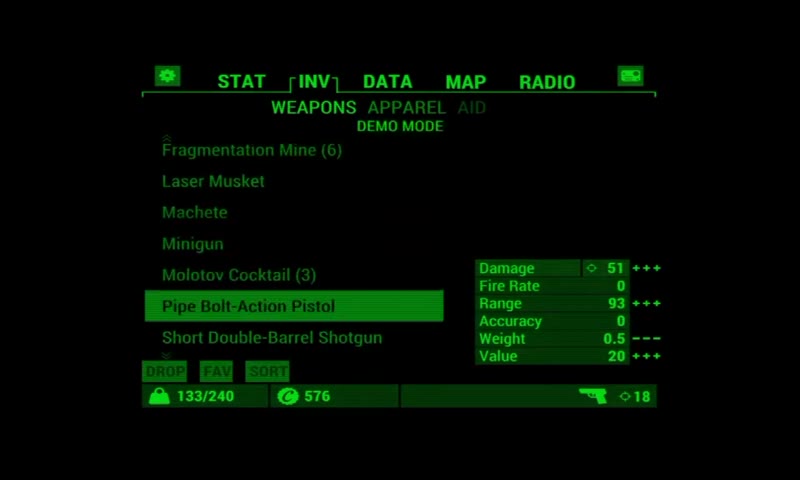 STAT INV DATA MAP RADIO
WEAPONS APPAREL AID
DEMO MODE
Fragmentation Mine (6)
Laser Musket
Machete
Minigun
Molotov Cocktail (3)
Pipe Bolt-Action Pistol
Short Double-Barrel Shotgun
Damage 51 +++
Fire Rate 0
Range 93 +++
Accuracy 0
Weight 0.5 ---
Value 20 +++
DROP FAV SORT
133/240 576 18